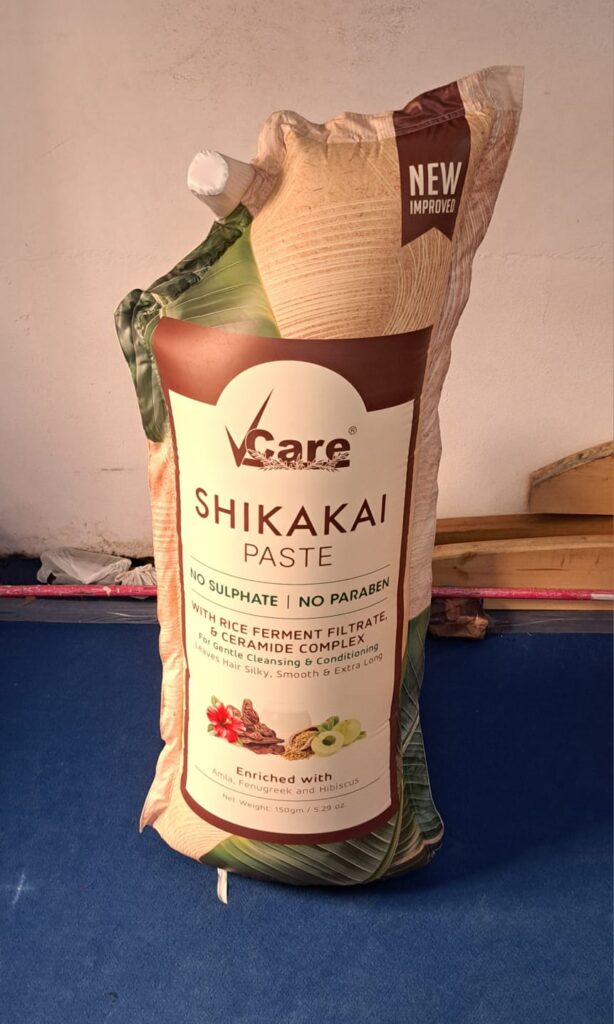 NEW
IMPROVED
VCare®
SHIKAKAI
PASTE
NO SULPHATE | NO PARABEN
WITH RICE FERMENT FILTRATE,
& CERAMIDE COMPLEX
For Gentle Cleansing & Conditioning
Leaves Hair Silky, Smooth & Extra Long
Enriched with
Amla, Fenugreek and Hibiscus
Net Weight: 150gm / 5.29 oz.